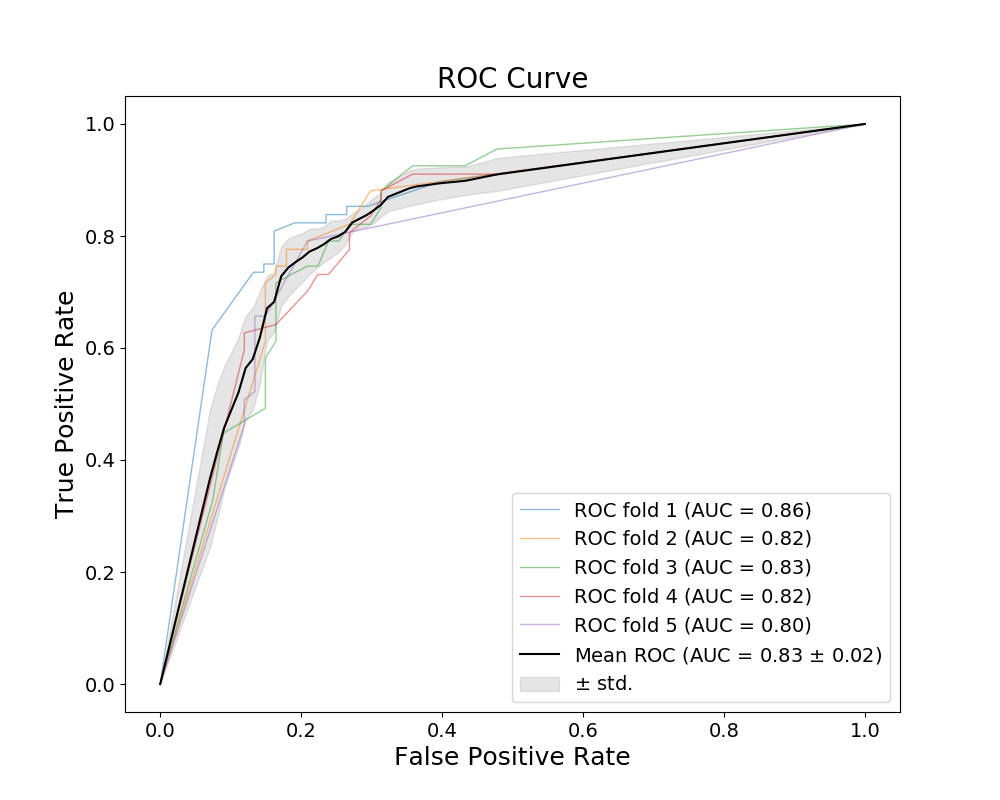 ROC Curve
True Positive Rate
1.0
0.8
0.6
0.4
0.2
0.0
ROC fold 1 (AUC = 0.86)
ROC fold 2 (AUC = 0.82)
ROC fold 3 (AUC = 0.83)
ROC fold 4 (AUC = 0.82)
ROC fold 5 (AUC = 0.80)
Mean ROC (AUC = 0.83 ± 0.02)
± std.
0.0 0.2 0.4 0.6 0.8 1.0
False Positive Rate